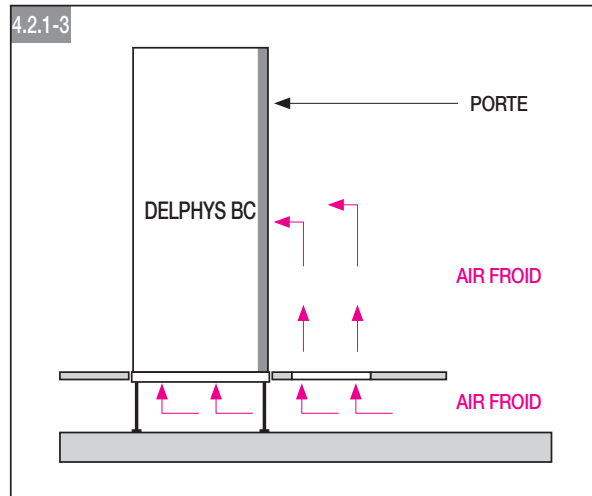 4.2.1-3
PORTE
DELPHYS BC
AIR FROID
AIR FROID